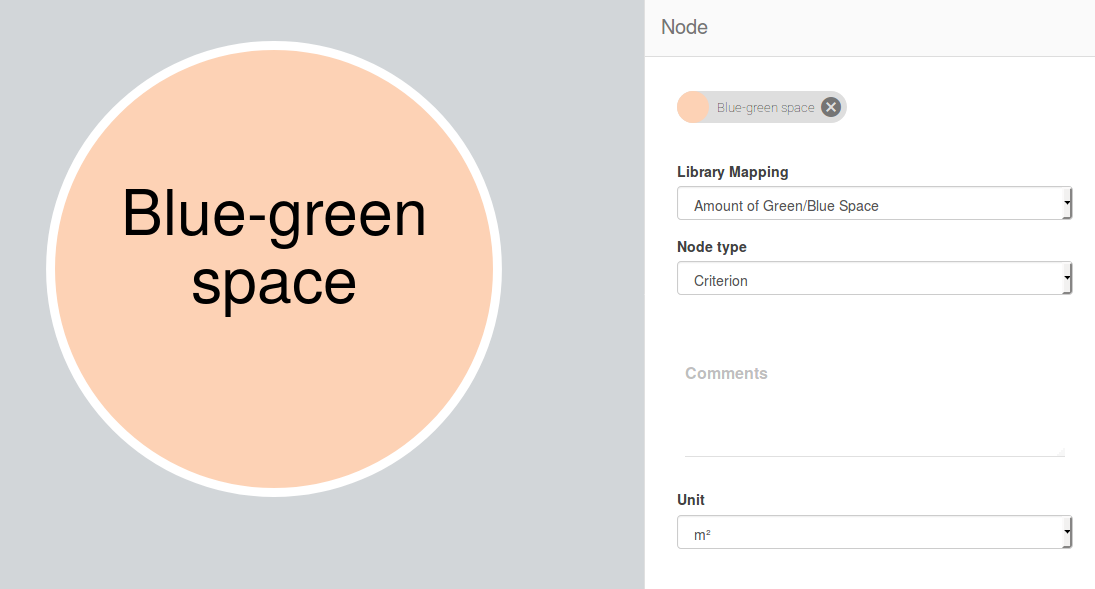 Blue-green
space
Node
Blue-green space
Library Mapping
Amount of Green/Blue Space
Node type
Criterion
Comments
Unit
m²